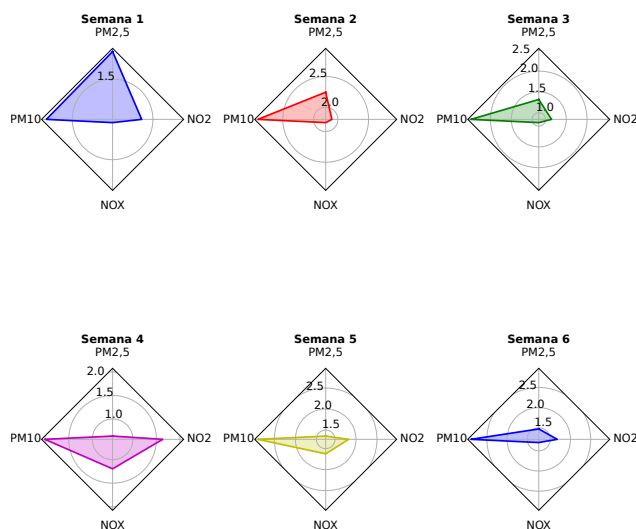 Semana 1
PM2,5
1.5
PM10
NO2
NOX
Semana 2
PM2,5
2.5
2.0
PM10
NO2
NOX
Semana 3
PM2,5
2.5
2.0
1.5
1.0
PM10
NO2
NOX
Semana 4
PM2,5
2.0
1.5
1.0
PM10
NO2
NOX
Semana 5
PM2,5
2.5
2.0
1.5
PM10
NO2
NOX
Semana 6
PM2,5
2.5
2.0
1.5
PM10
NO2
NOX